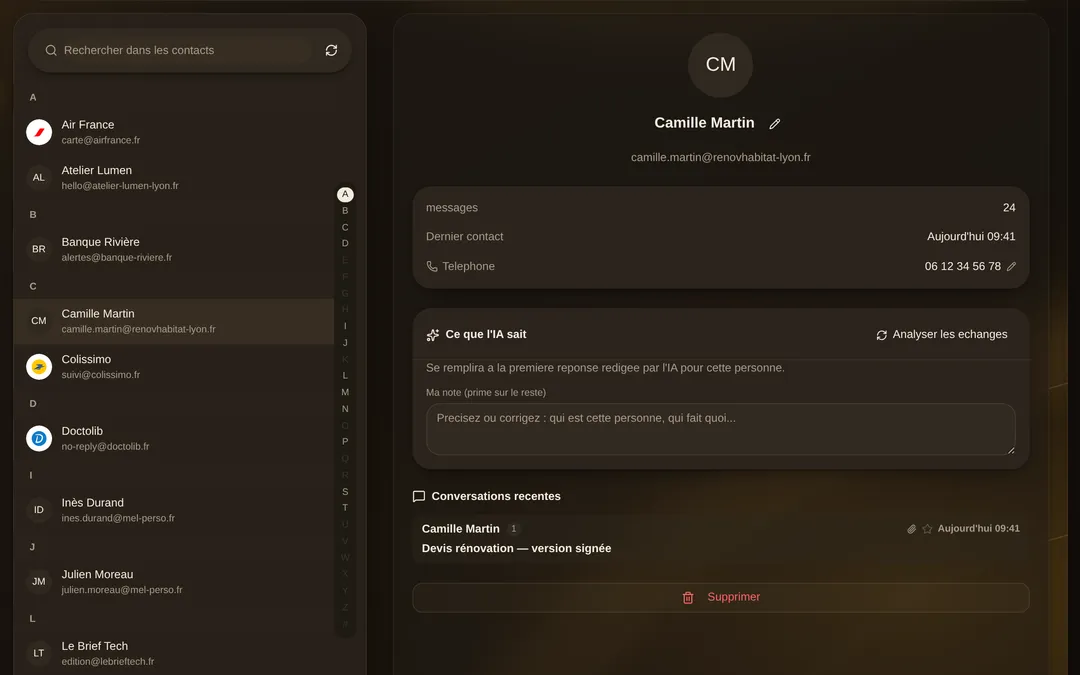 Rechercher dans les contacts
A
Air France
carte@airfrance.fr
AL
Atelier Lumen
hello@atelier-lumen-lyon.fr
B
BR
Banque Rivière
alertes@banque-riviere.fr
C
CM
Camille Martin
camille.martin@renovhabitat-lyon.fr
Colissimo
suivi@colissimo.fr
D
Doctolib
no-reply@doctolib.fr
I
ID
Inès Durand
ines.durand@mel-perso.fr
J
JM
Julien Moreau
julien.moreau@mel-perso.fr
L
LT
Le Brief Tech
edition@lebrieftech.fr
A
B
C
D
E
F
G
H
I
J
K
L
M
N
O
P
Q
R
S
T
U
V
W
X
Y
Z
#
CM
Camille Martin
camille.martin@renovhabitat-lyon.fr
messages 24
Dernier contact Aujourd'hui 09:41
Telephone 06 12 34 56 78
Ce que l'IA sait Analyser les echanges
Se remplira a la premiere reponse redigee par l'IA pour cette personne.
Ma note (prime sur le reste)
Precisez ou corrigez : qui est cette personne, qui fait quoi...
Conversations recentes
Camille Martin 1 Aujourd'hui 09:41
Devis rénovation — version signée
Supprimer